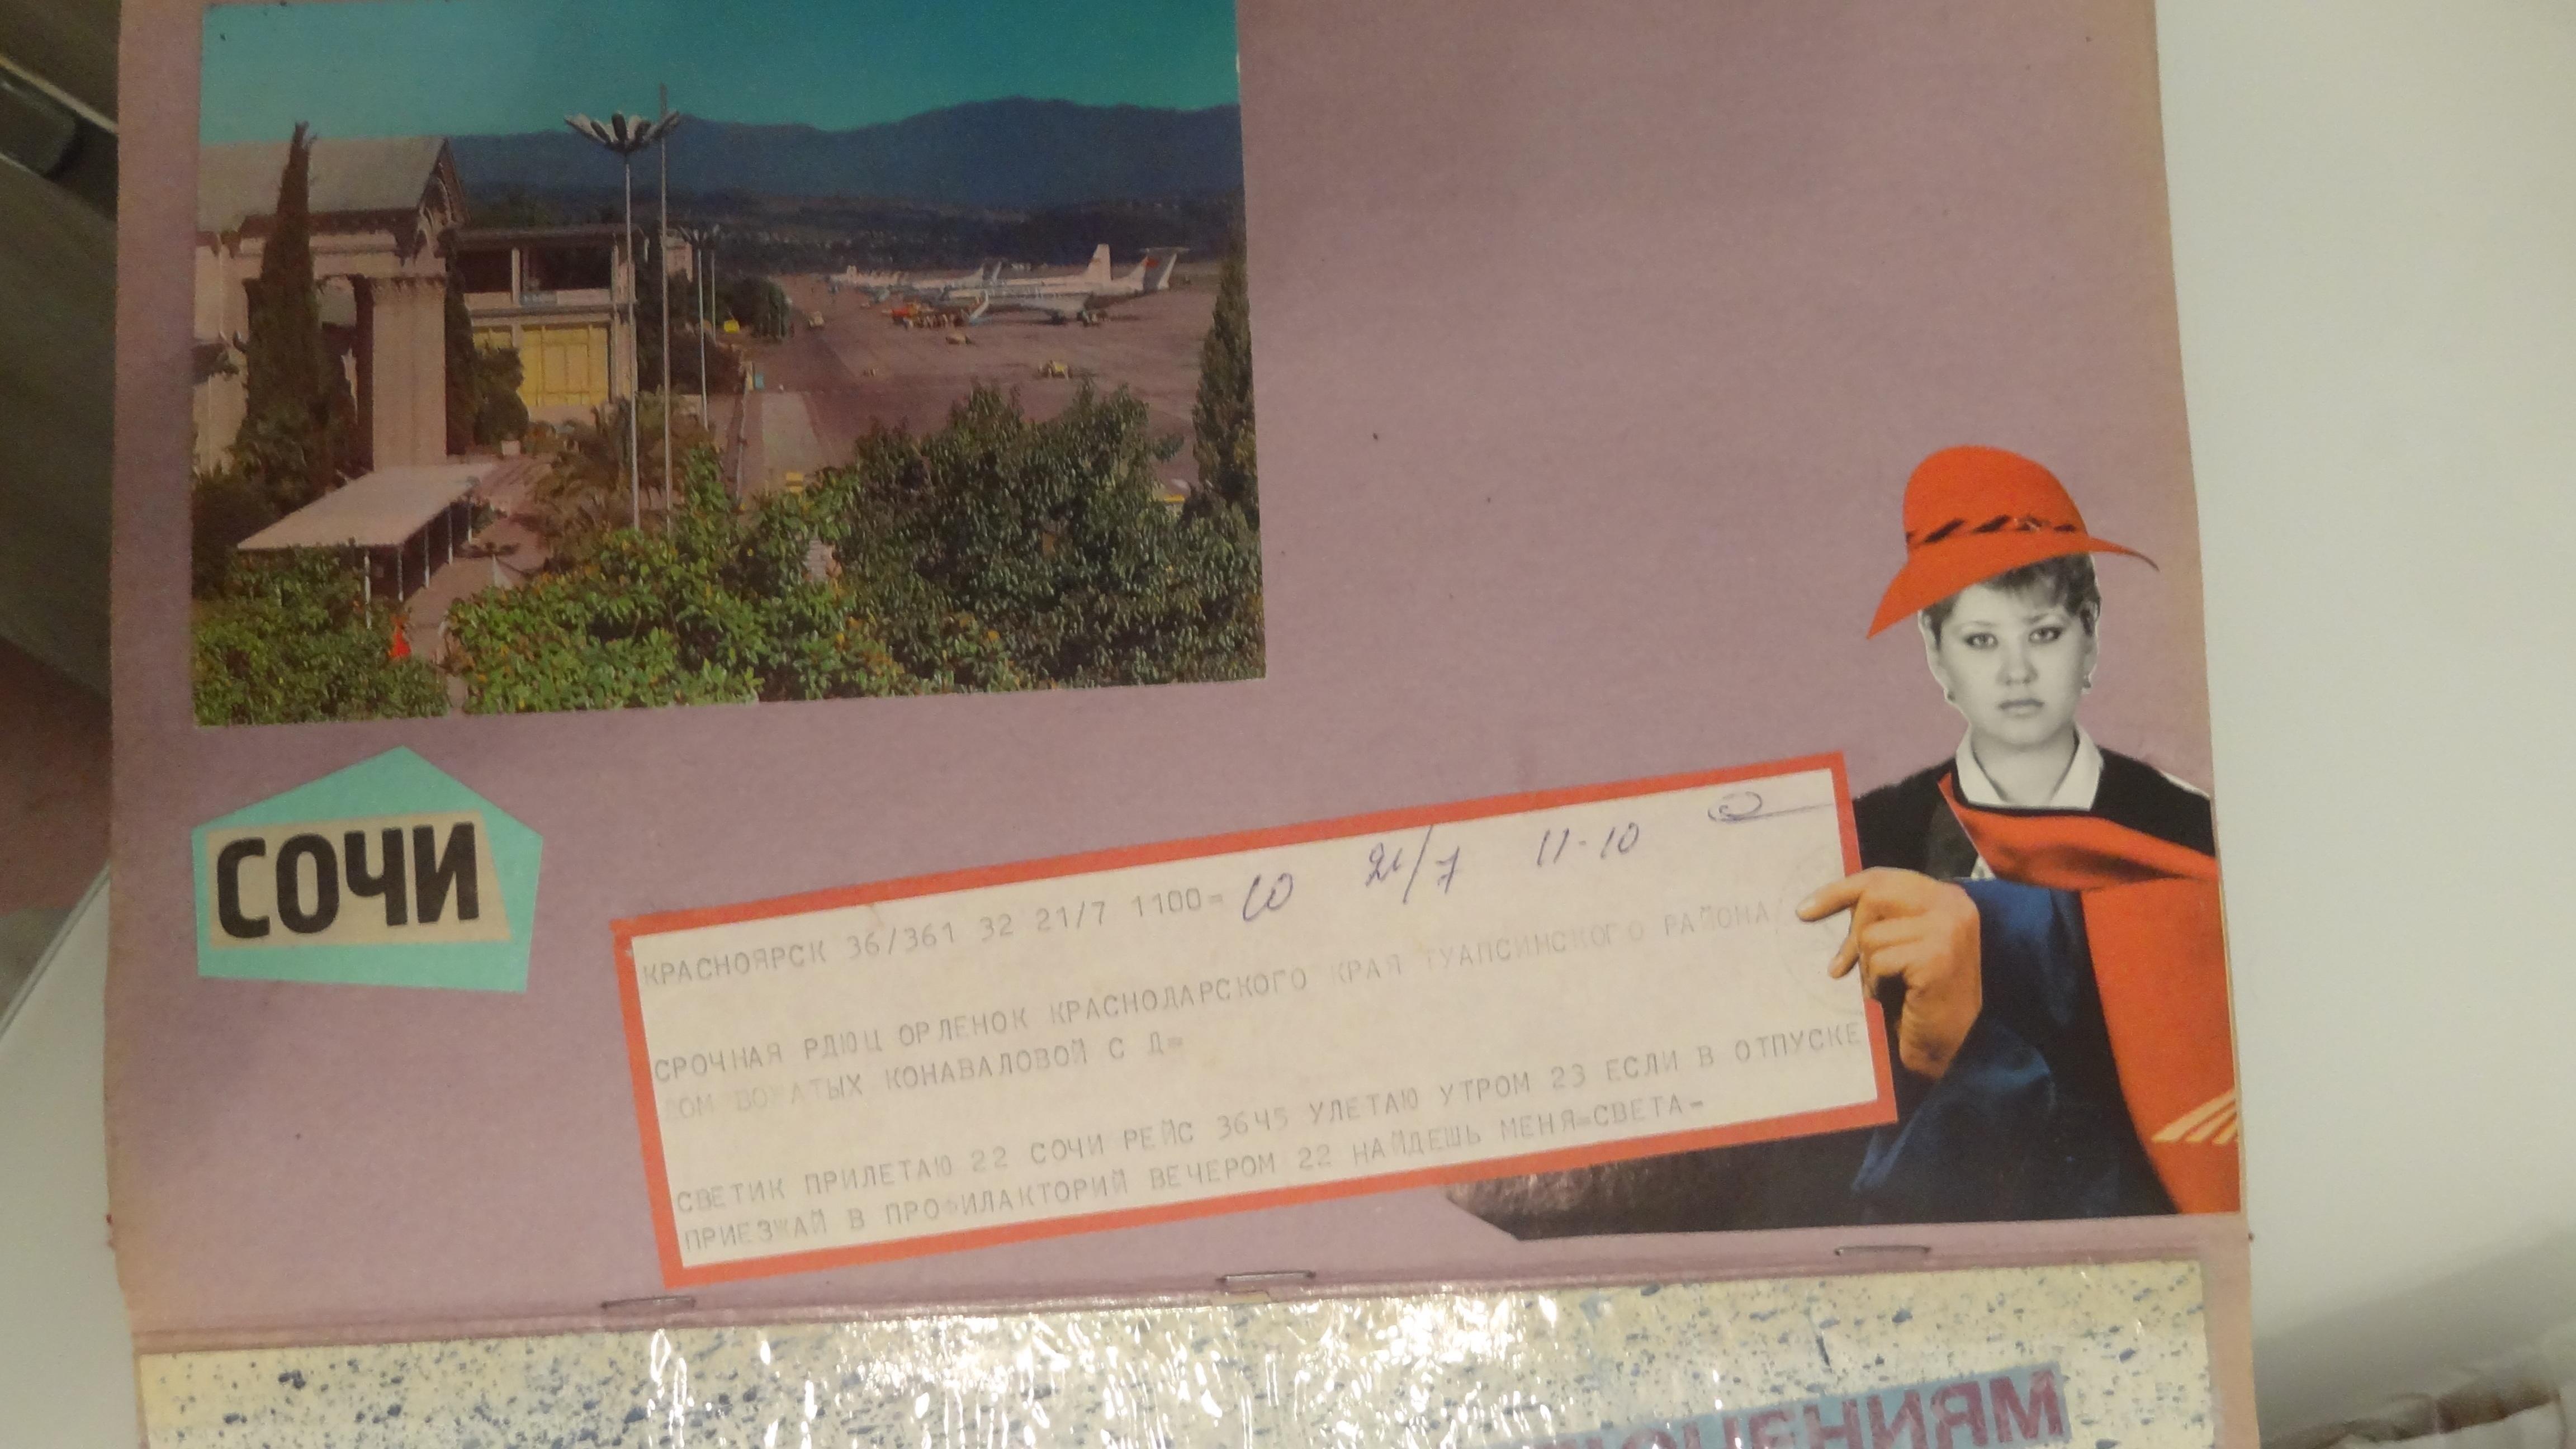 СОЧИ
КРАСНОЯРСК 36/361 32 21/7 1100= 21/7 11-10
СРОЧНАЯ РДЮЦ ОРЛЕНОК КРАСНОДАРСКОГО КРАЯ ТУАПСИНСКОГО РАЙОНА/
КОНАВАЛОВОЙ С Д=
СВЕТИК ПРИЛЕТАЮ 22 СОЧИ РЕЙС 3645 УЛЕТАЮ УТРОМ 23 ЕСЛИ В ОТПУСКЕ
ПРИЕЗЖАЙ В ПРОФИЛАКТОРИЙ ВЕЧЕРОМ 22 НАЙДЕШЬ МЕНЯ=СВЕТА-